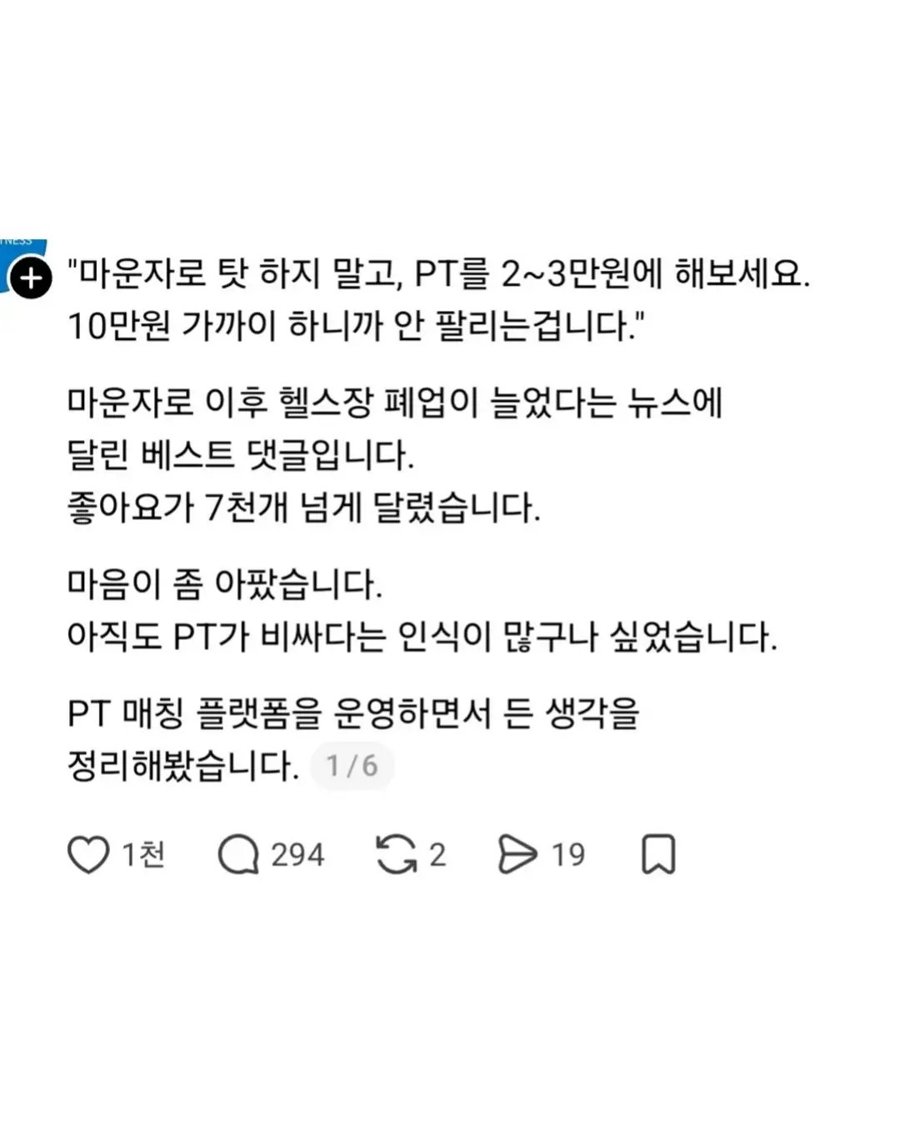 TNESS
"마운자로 탓 하지 말고, PT를 2~3만원에 해보세요.
10만원 가까이 하니까 안 팔리는겁니다."
마운자로 이후 헬스장 폐업이 늘었다는 뉴스에
달린 베스트 댓글입니다.
좋아요가 7천개 넘게 달렸습니다.
마음이 좀 아팠습니다.
아직도 PT가 비싸다는 인식이 많구나 싶었습니다.
PT 매칭 플랫폼을 운영하면서 든 생각을
정리해봤습니다. 1/6
1천 294 2 19